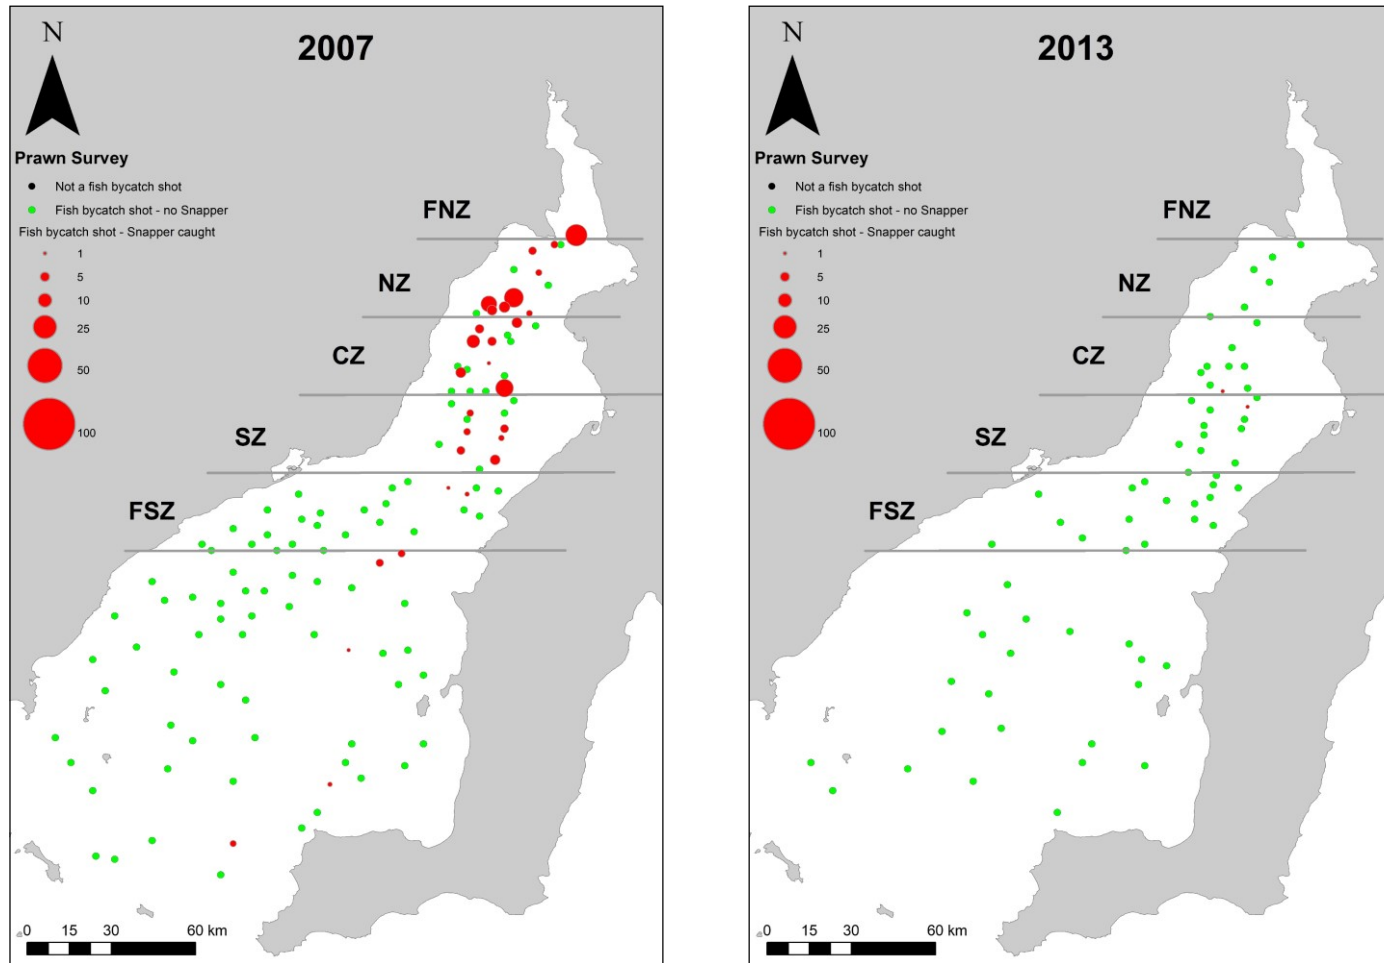 N
2007
Prawn Survey
Not a fish bycatch shot
Fish bycatch shot - no Snapper
Fish bycatch shot - Snapper caught
1
5
10
25
50
100
FNZ
NZ
CZ
SZ
FSZ
0 15 30 60 km
N
2013
Prawn Survey
Not a fish bycatch shot
Fish bycatch shot - no Snapper
Fish bycatch shot - Snapper caught
1
5
10
25
50
100
FNZ
NZ
CZ
SZ
FSZ
0 15 30 60 km